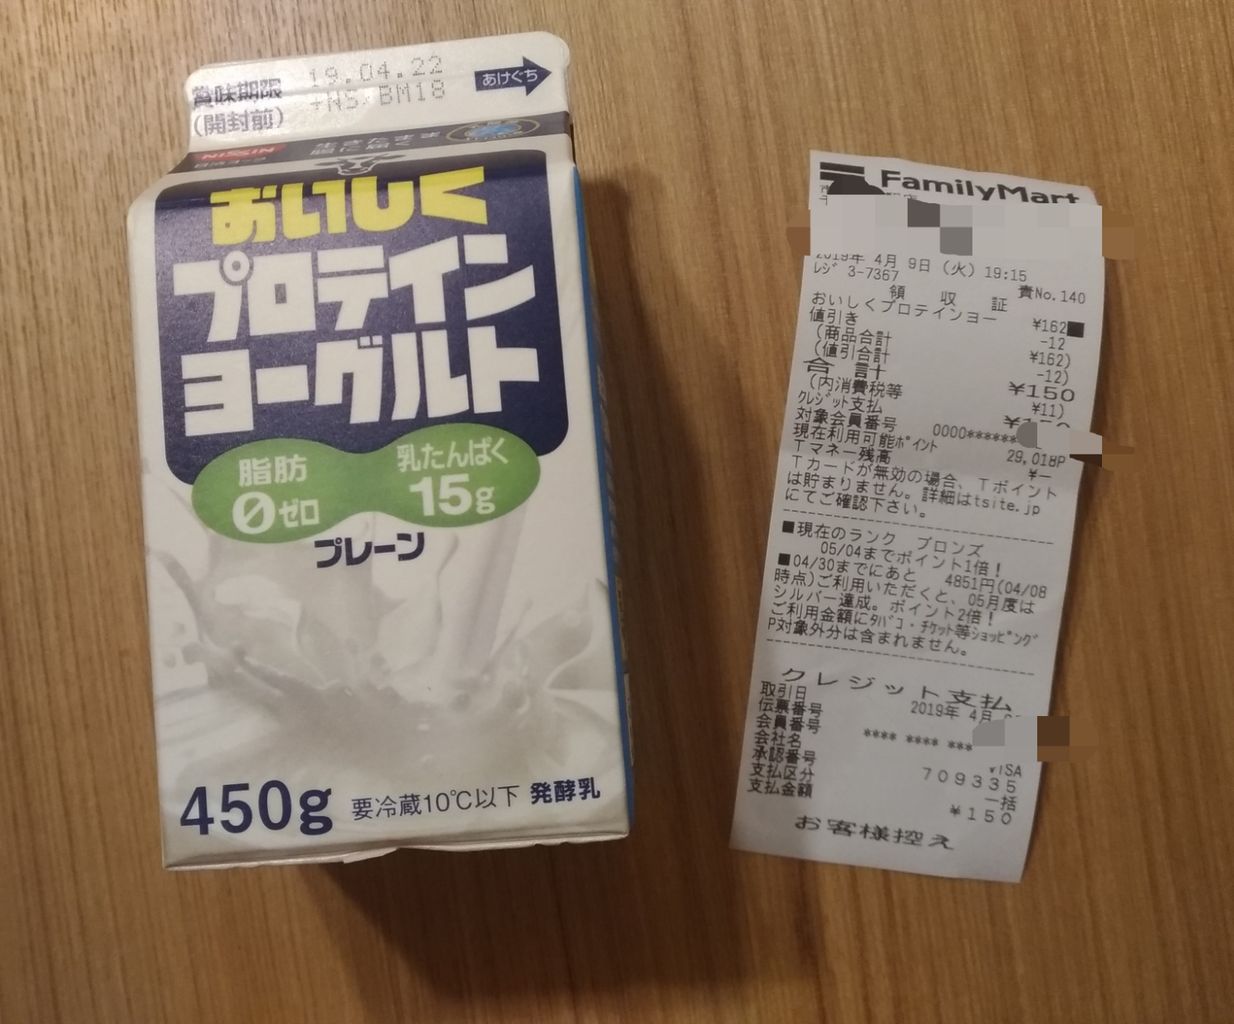 賞味期限
(開封前)
19.04.22
+NS/BM18
あけぐち
NISSIN
日清ヨーク
生きたまま
腸に届く
おいしく
プロテイン
ヨーグルト
脂肪
0ゼロ
乳たんぱく
15g
プレーン
450g 要冷蔵10℃以下 発酵乳
FamilyMart
2019年 4月 9日 (火) 19:15
レジ 3-7367 責No.140
領 収 証
おいしくプロテインヨー ¥162■
値引き -12
(商品合計 ¥162)
(値引合計 -12)
合 計 ¥150
(内消費税等 ¥11)
クレジット支払
対象会員番号 0000******
現在利用可能ポイント 29,018P
Tマネー残高 ¥-
Tカードが無効の場合、Tポイント
は貯まりません。詳細はtsite.jp
にてご確認下さい。
■現在のランク ブロンズ
05/04までポイント1倍!
■04/30までにあと 4851円(04/08
時点)ご利用いただくと、05月度は
シルバー達成。ポイント2倍!
ご利用金額にタバコ・チケット等ショッピング
P対象外分は含まれません。
クレジット支払
取引日 2019年 4月
伝票番号
会員番号 **** **** ***
会社名 VISA
承認番号 709335
支払区分 一括
支払金額 ¥150
お客様控え